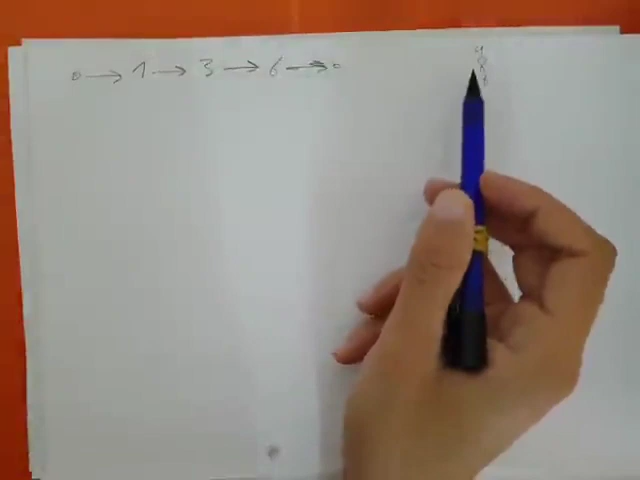 0 → 1 → 3 → 6 → 0